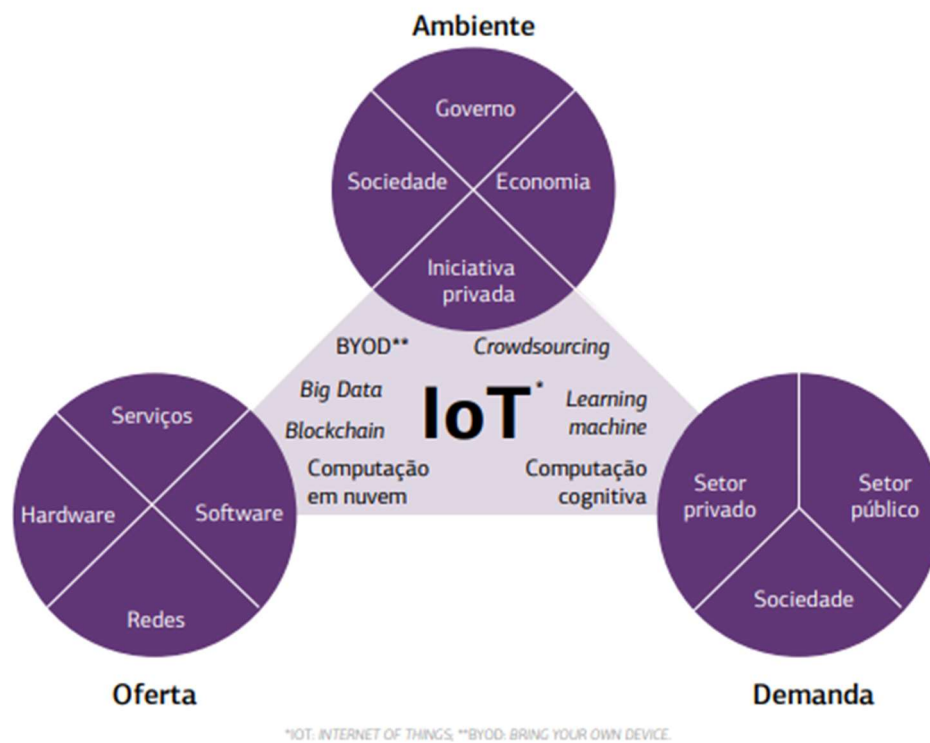 Ambiente
Governo
Sociedade
Economia
Iniciativa
privada
BYOD**
Crowdsourcing
Big Data
IoT*
Learning
machine
Blockchain
Computação
em nuvem
Computação
cognitiva
Serviços
Hardware
Software
Redes
Oferta
Setor
privado
Setor
público
Sociedade
Demanda
*IOT: INTERNET OF THINGS; **BYOD: BRING YOUR OWN DEVICE.